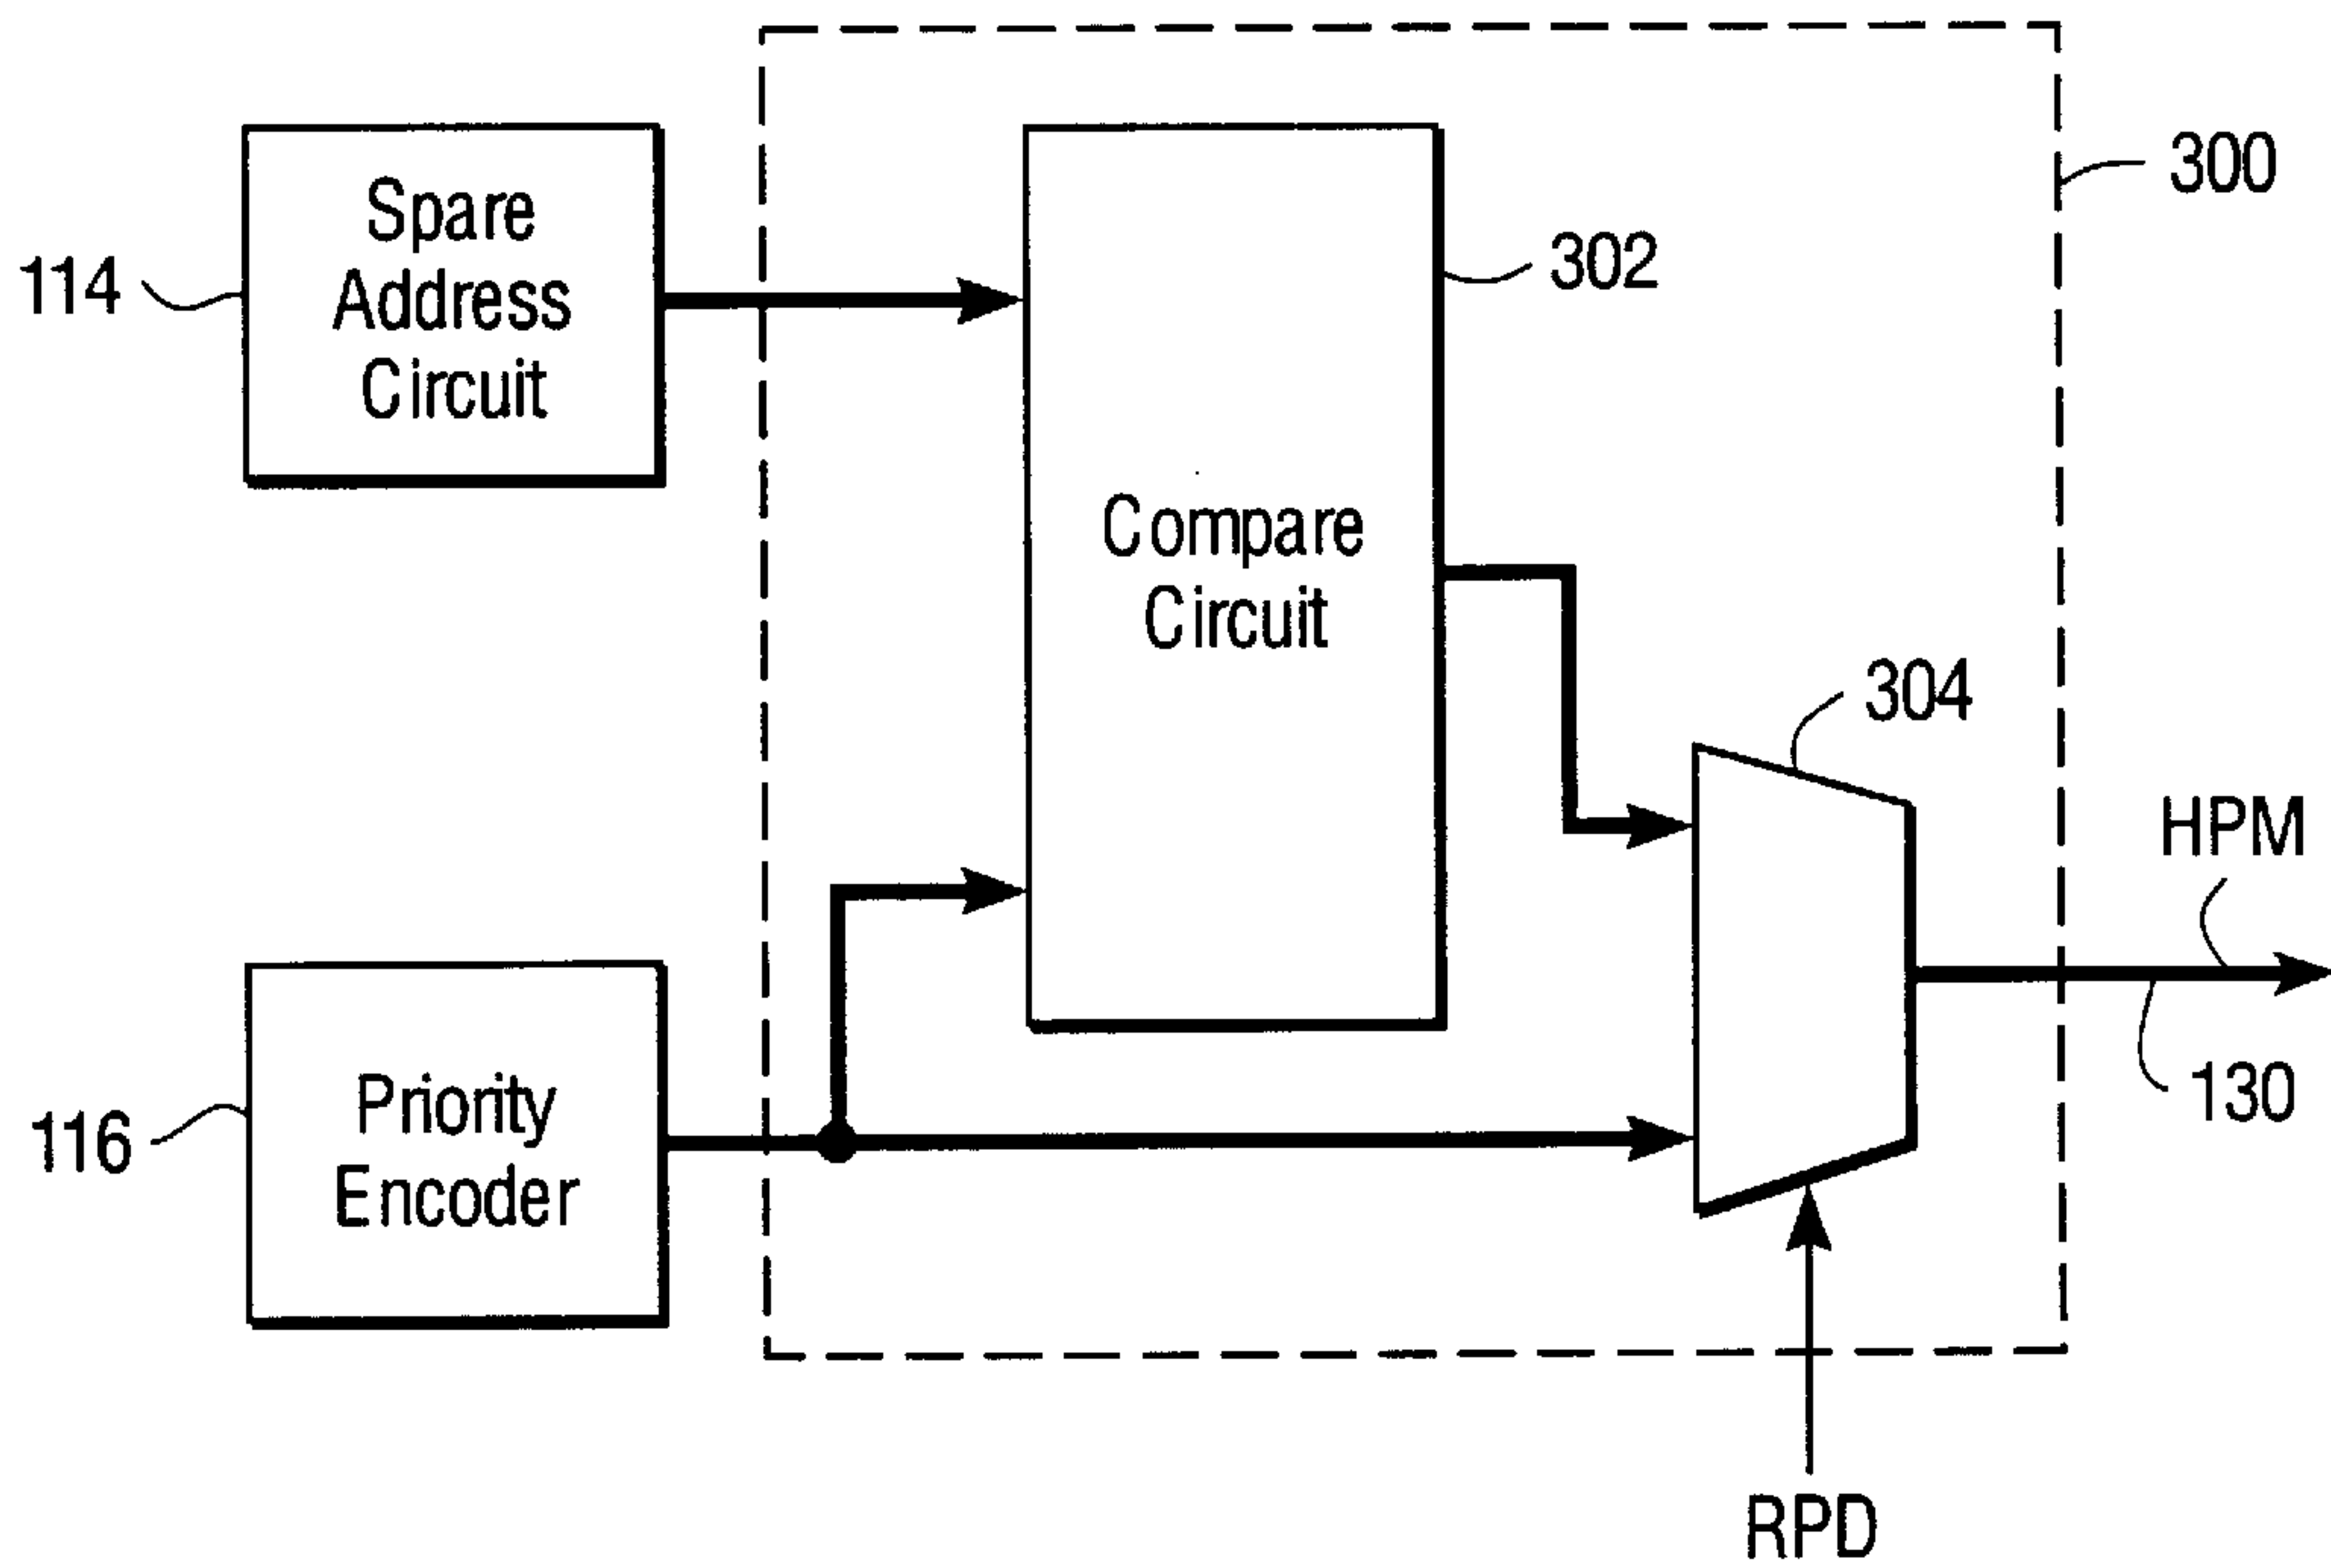 300
Spare
Address
Circuit
114
302
Compare
Circuit
304
HPM
130
Priority
Encoder
116
RPD